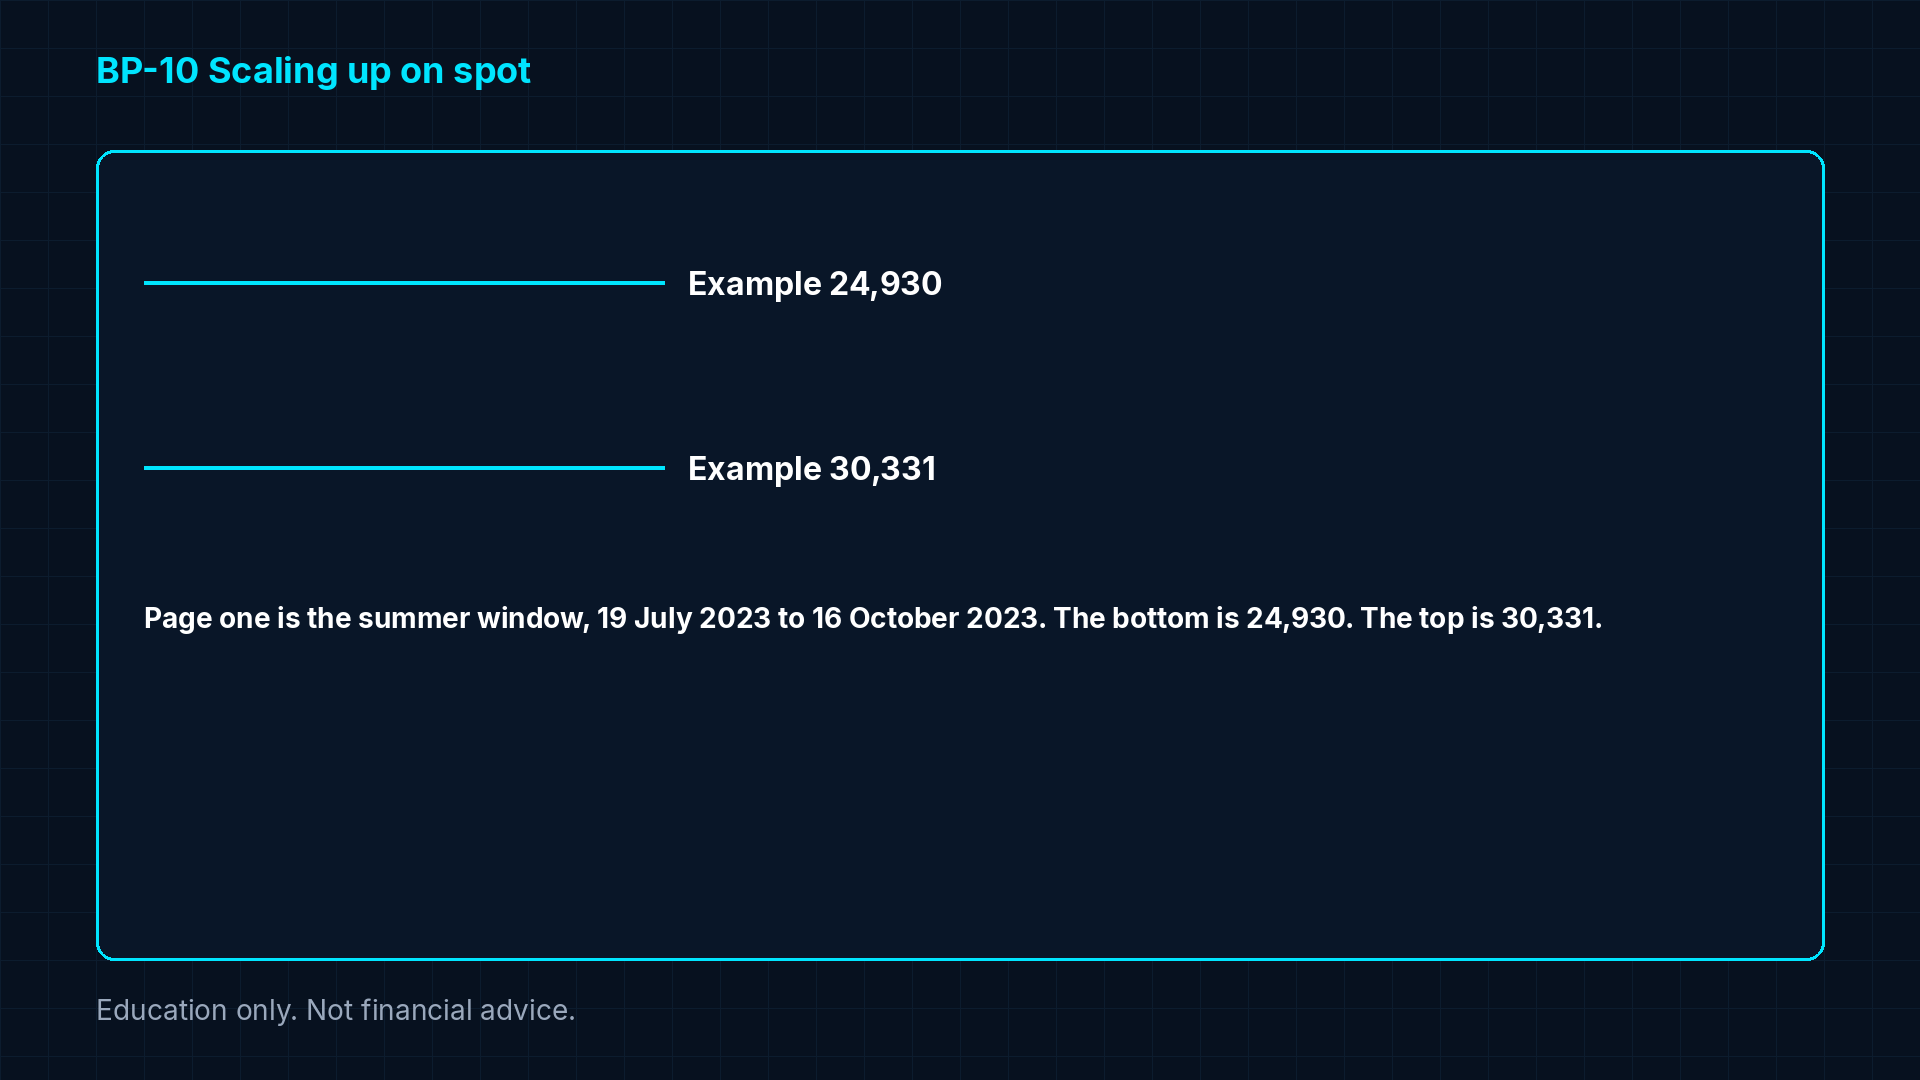 BP-10 Scaling up on spot
Example 24,930
Example 30,331
Page one is the summer window, 19 July 2023 to 16 October 2023. The bottom is 24,930. The top is 30,331.
Education only. Not financial advice.